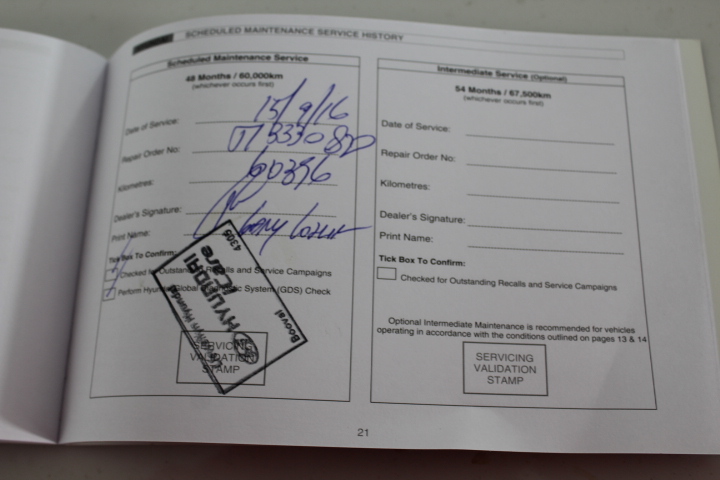 SCHEDULED MAINTENANCE SERVICE HISTORY
Scheduled Maintenance Service
48 Months / 60,000km
(whichever occurs first)
Date of Service: 15/9/16
Repair Order No:
Kilometres: 60396
Dealer's Signature:
Print Name:
Tick Box To Confirm:
Checked for Outstanding Recalls and Service Campaigns
Perform Hyundai Global Diagnostic System (GDS) Check
SERVICING
VALIDATION
STAMP
4305
iCare
HYUNDAI
Booval
Intermediate Service (Optional)
54 Months / 67,500km
(whichever occurs first)
Date of Service:
Repair Order No:
Kilometres:
Dealer's Signature:
Print Name:
Tick Box To Confirm:
Checked for Outstanding Recalls and Service Campaigns
Optional Intermediate Maintenance is recommended for vehicles
operating in accordance with the conditions outlined on pages 13 & 14
SERVICING
VALIDATION
STAMP
21